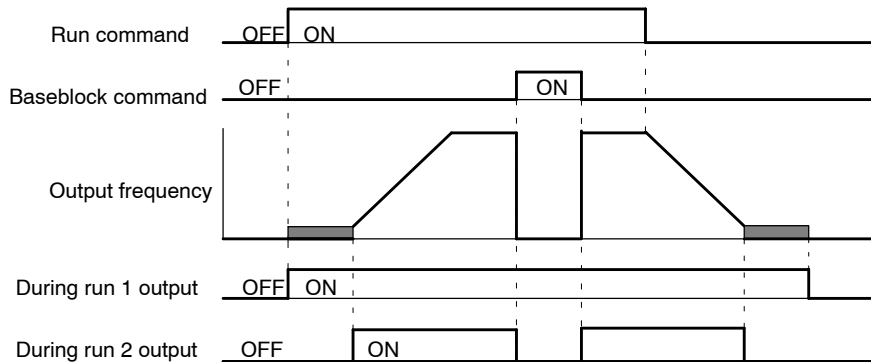 Run command OFF ON
Baseblock command OFF ON
Output frequency
During run 1 output OFF ON
During run 2 output OFF ON